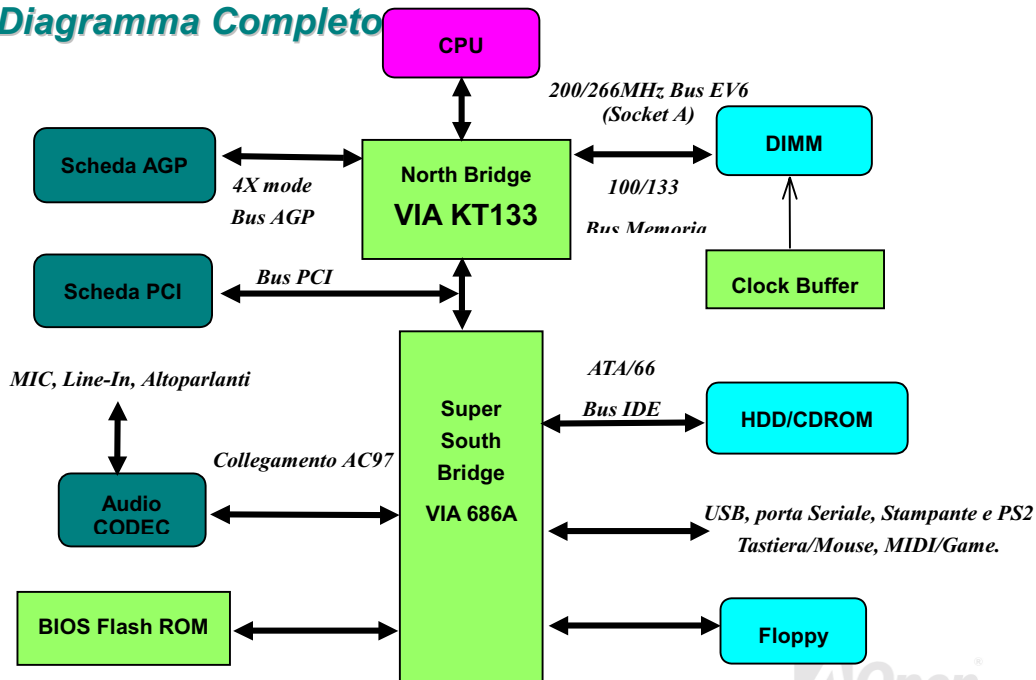 Diagramma Completo
CPU
200/266MHz Bus EV6
(Socket A)
DIMM
Scheda AGP
4X mode
Bus AGP
North Bridge
VIA KT133
100/133
Bus Memoria
Clock Buffer
Scheda PCI
Bus PCI
MIC, Line-In, Altoparlanti
ATA/66
Bus IDE
HDD/CDROM
Super
South
Bridge
VIA 686A
Collegamento AC97
Audio
CODEC
USB, porta Seriale, Stampante e PS2
Tastiera/Mouse, MIDI/Game.
BIOS Flash ROM
Floppy
AOpen